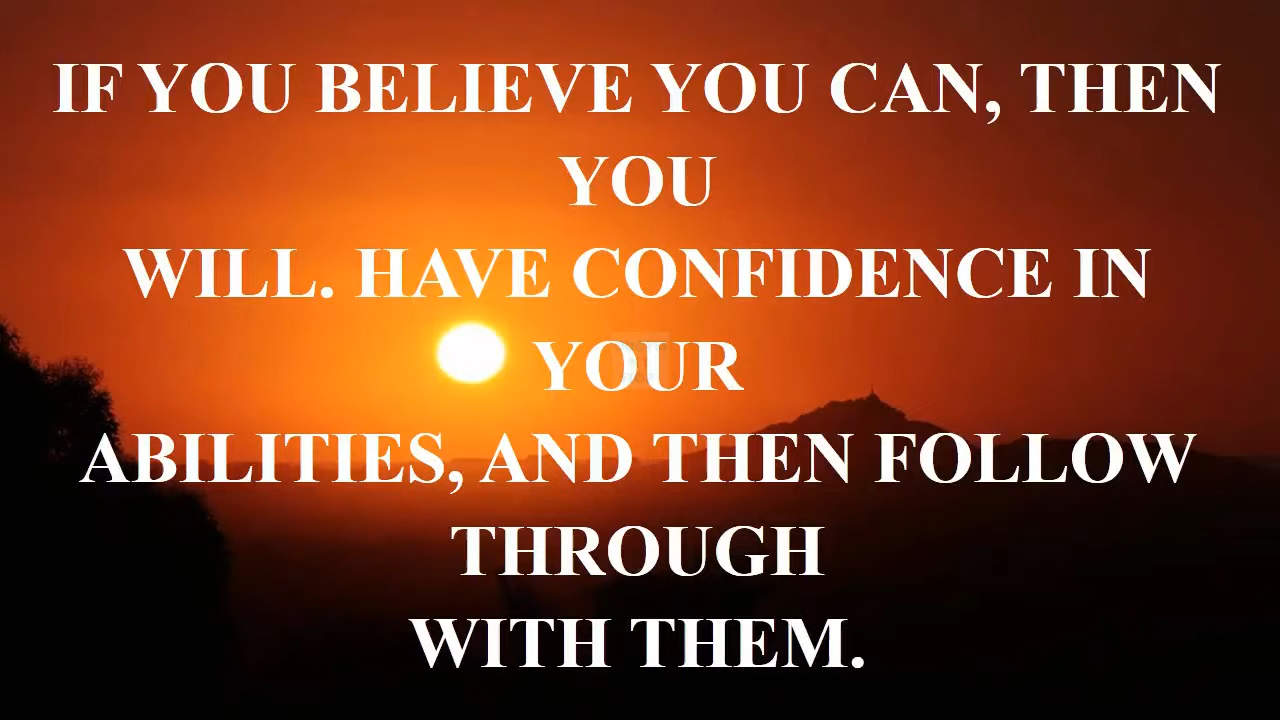 IF YOU BELIEVE YOU CAN, THEN
YOU
WILL. HAVE CONFIDENCE IN
YOUR
ABILITIES, AND THEN FOLLOW
THROUGH
WITH THEM.